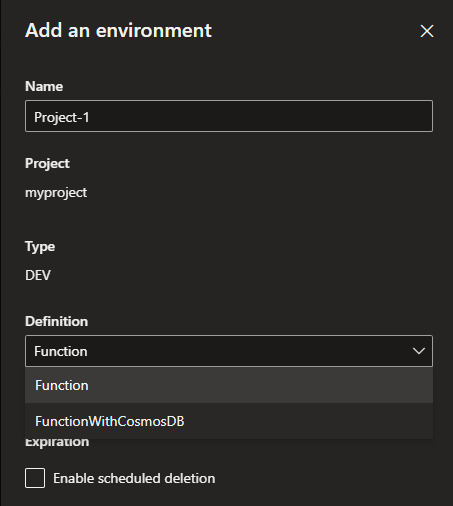 Add an environment
Name
Project-1
Project
myproject
Type
DEV
Definition
Function
Function
FunctionWithCosmosDB
Expiration
Enable scheduled deletion